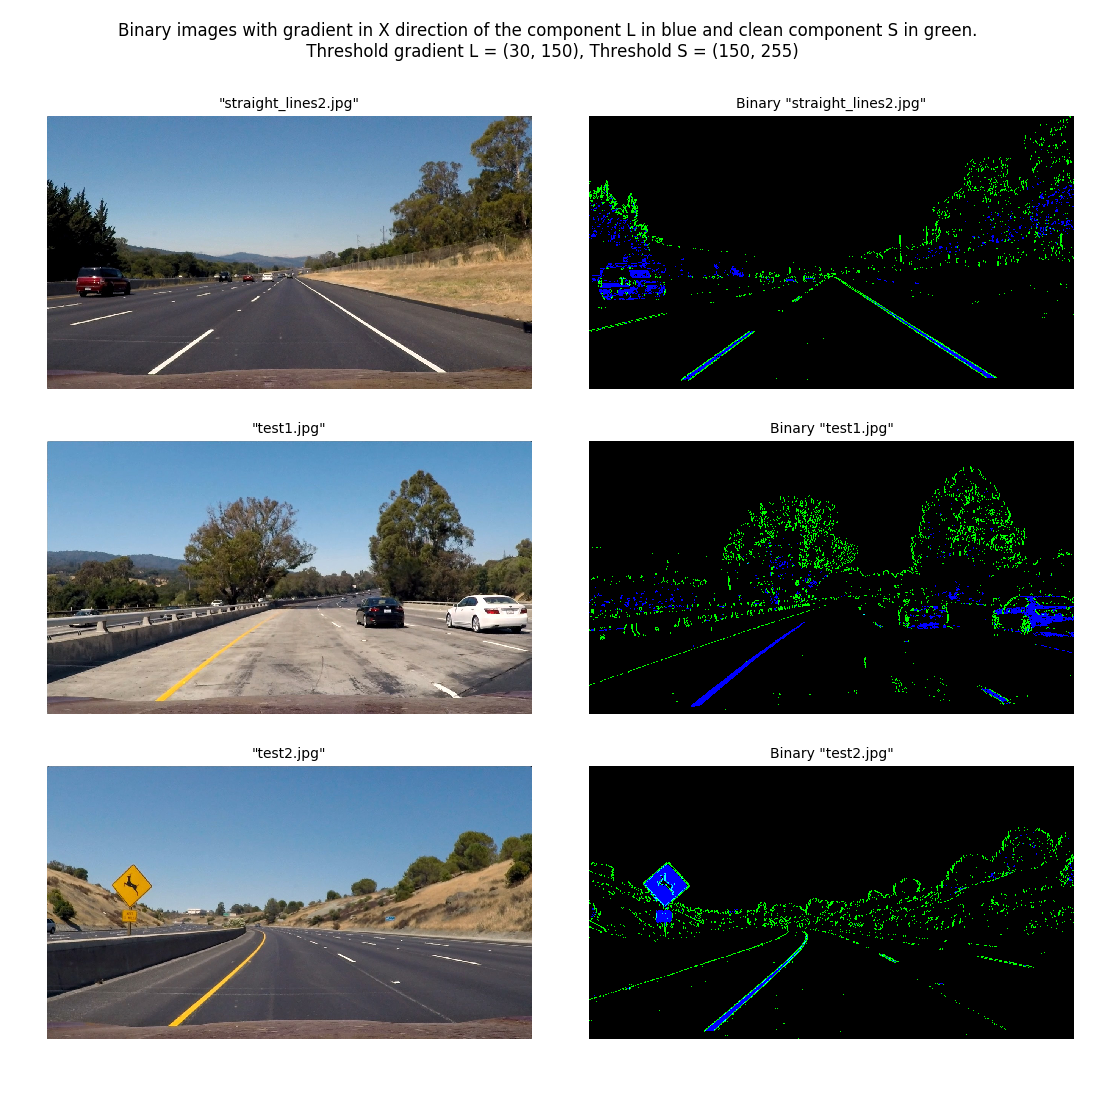 Binary images with gradient in X direction of the component L in blue and clean component S in green.
Threshold gradient L = (30, 150), Threshold S = (150, 255)
"straight_lines2.jpg"
Binary "straight_lines2.jpg"
"test1.jpg"
Binary "test1.jpg"
"test2.jpg"
Binary "test2.jpg"